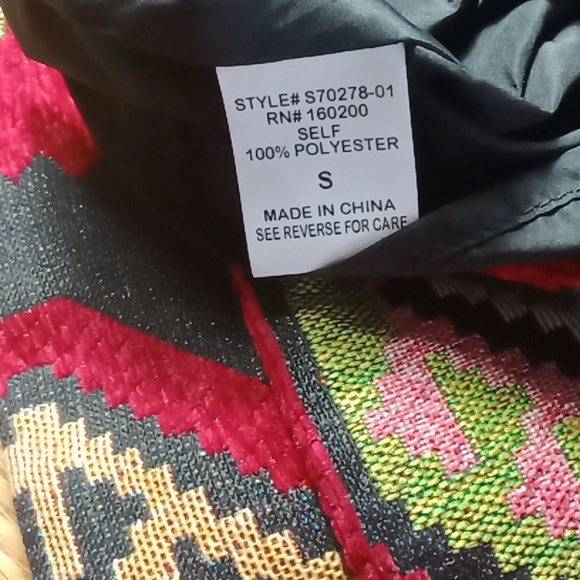 STYLE# S70278-01
RN# 160200
SELF
100% POLYESTER
S
MADE IN CHINA
SEE REVERSE FOR CARE